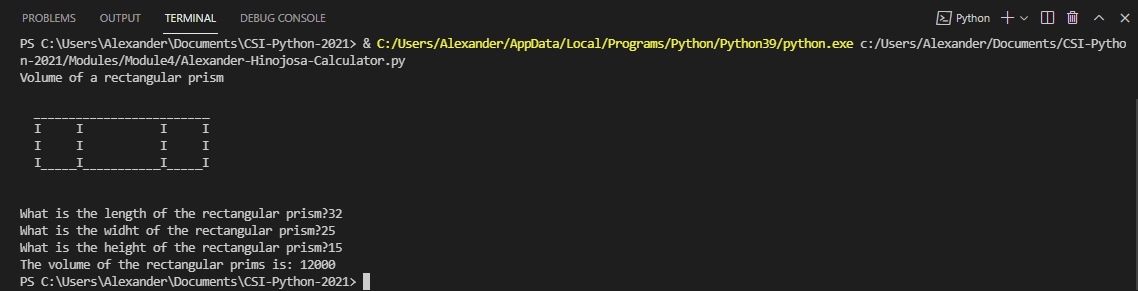 PROBLEMS OUTPUT TERMINAL DEBUG CONSOLE Python
PS C:\Users\Alexander\Documents\CSI-Python-2021> & C:/Users/Alexander/AppData/Local/Programs/Python/Python39/python.exe c:/Users/Alexander/Documents/CSI-Pytho
n-2021/Modules/Module4/Alexander-Hinojosa-Calculator.py
Volume of a rectangular prism
  _________________________
  I     I           I     I
  I     I           I     I
  I_____I___________I_____I
What is the length of the rectangular prism?32
What is the widht of the rectangular prism?25
What is the height of the rectangular prism?15
The volume of the rectangular prims is: 12000
PS C:\Users\Alexander\Documents\CSI-Python-2021>